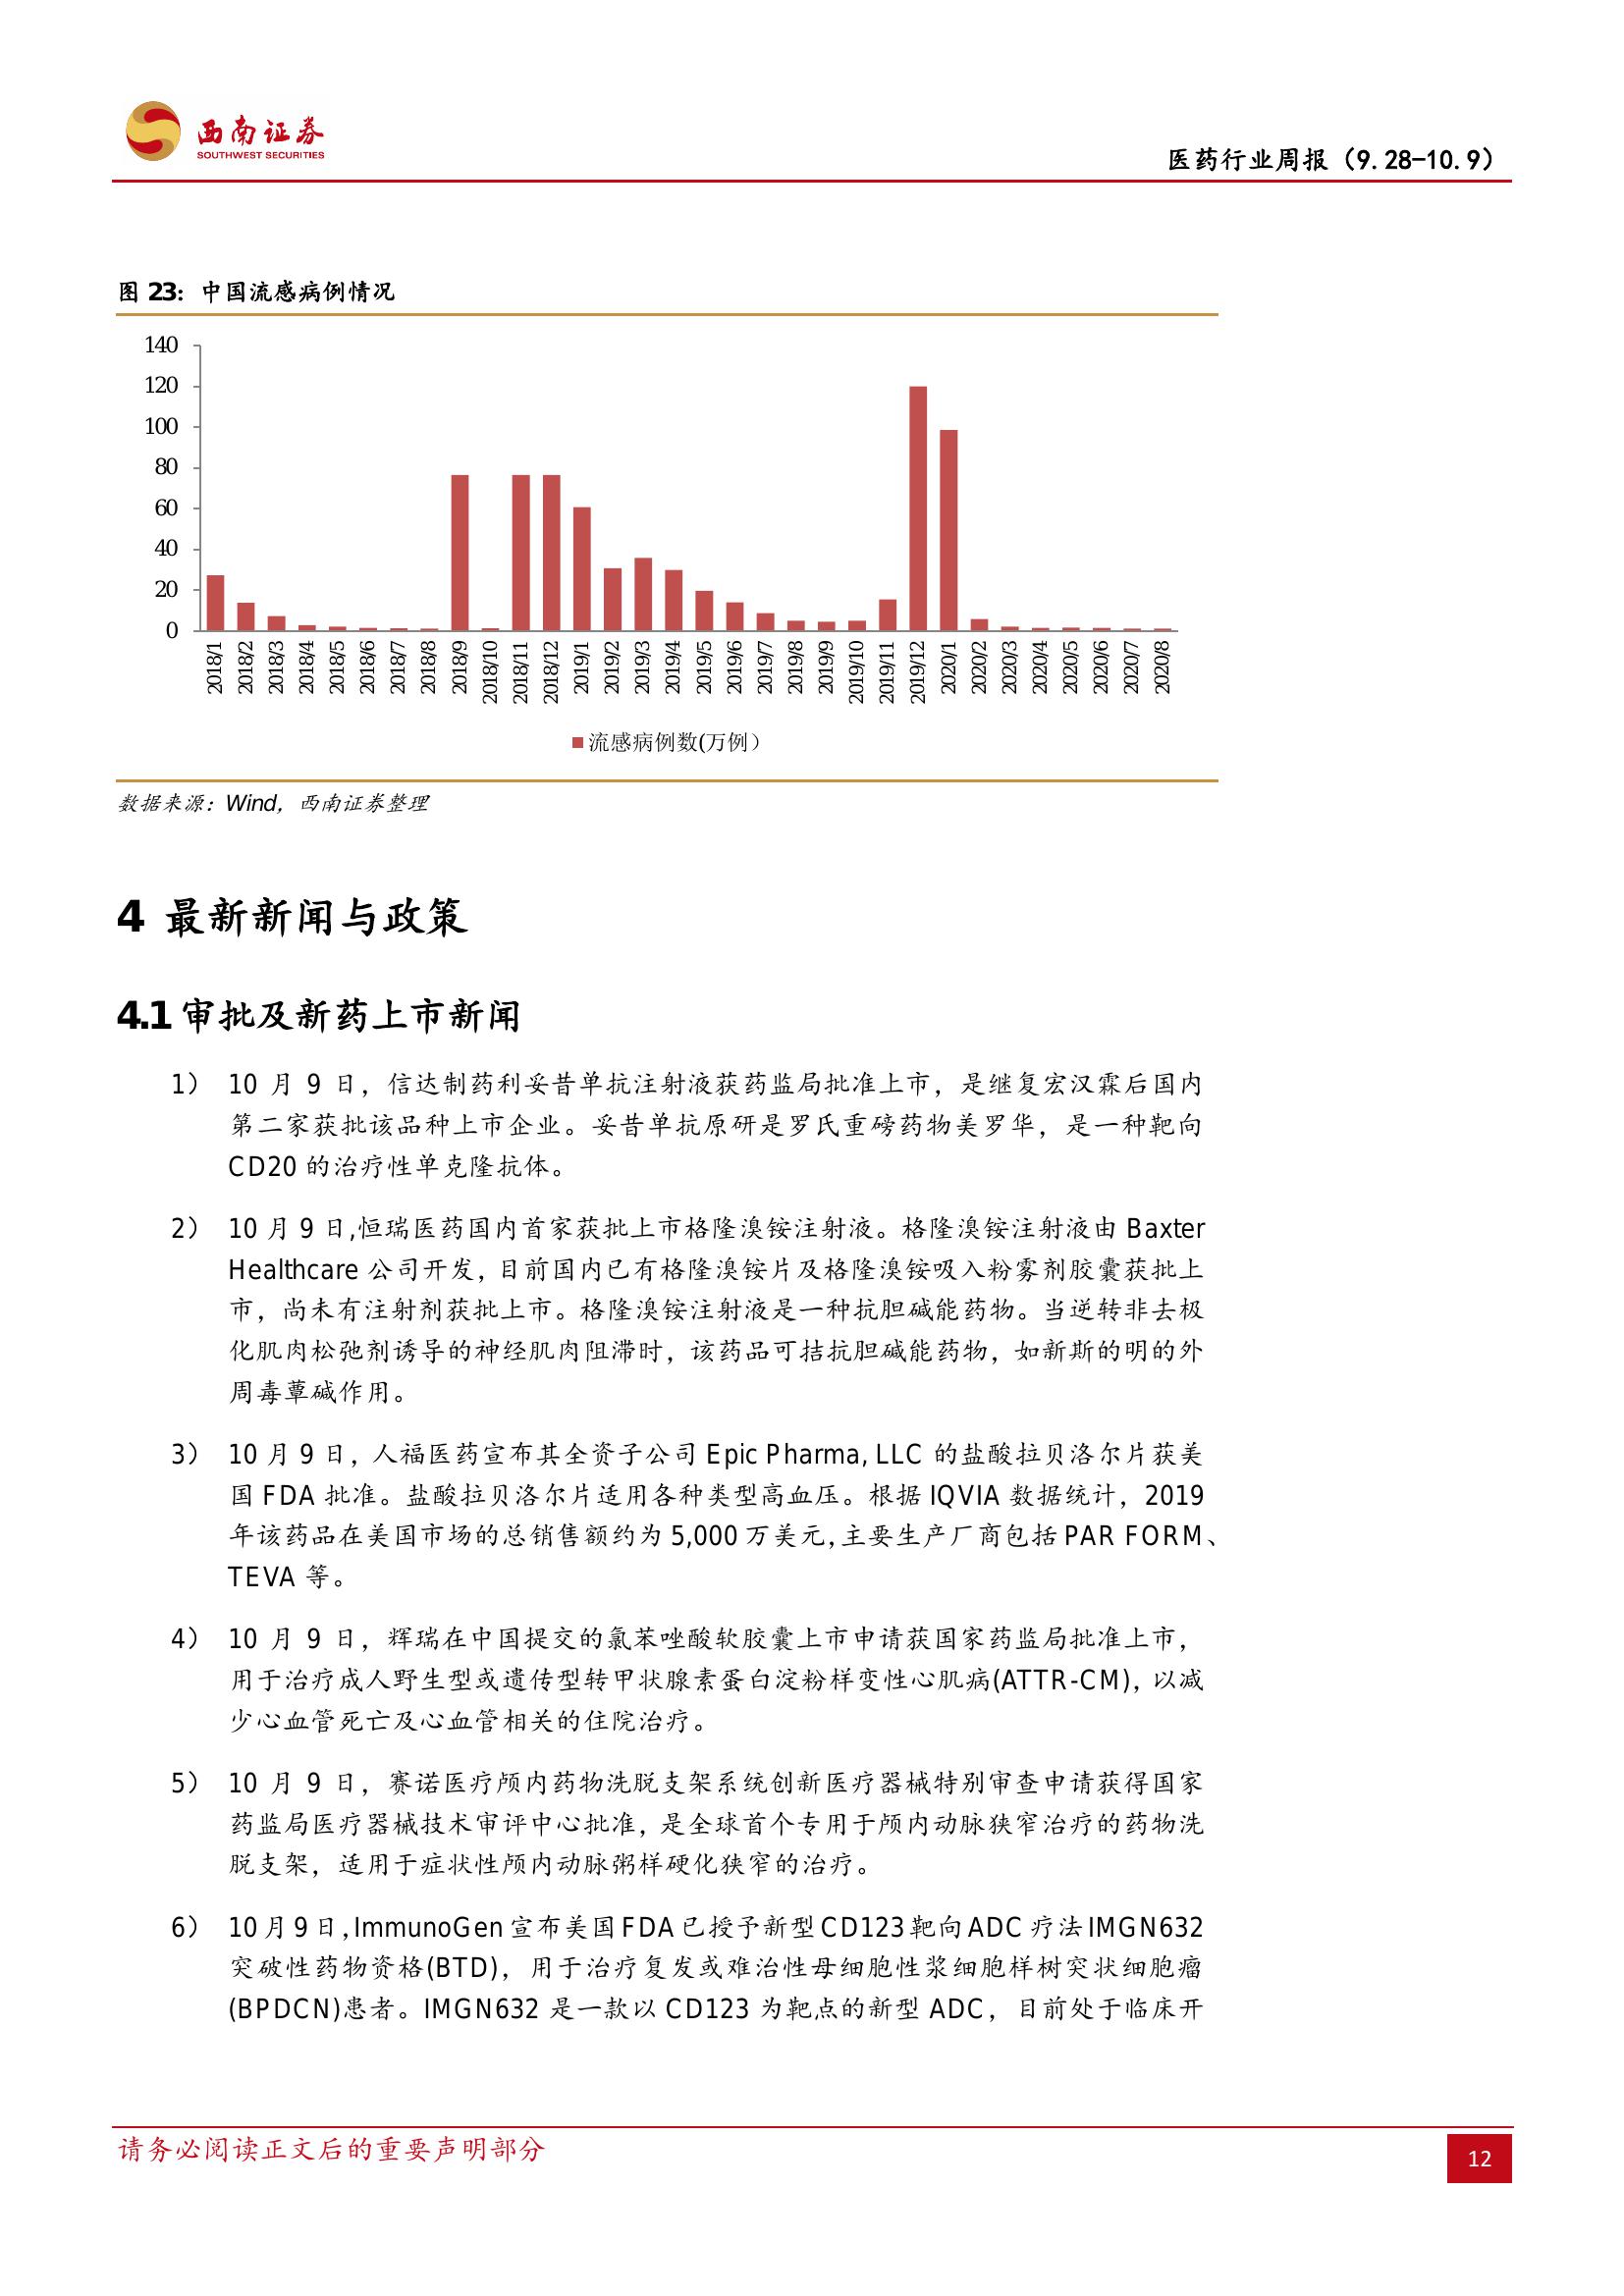 西南证券
SOUTHWEST SECURITIES
医药行业周报（9.28-10.9）
图 23：中国流感病例情况
140
120
100
80
60
40
20
0
2018/1
2018/2
2018/3
2018/4
2018/5
2018/6
2018/7
2018/8
2018/9
2018/10
2018/11
2018/12
2019/1
2019/2
2019/3
2019/4
2019/5
2019/6
2019/7
2019/8
2019/9
2019/10
2019/11
2019/12
2020/1
2020/2
2020/3
2020/4
2020/5
2020/6
2020/7
2020/8
流感病例数(万例）
数据来源：Wind，西南证券整理
4 最新新闻与政策
4.1 审批及新药上市新闻
1） 10 月 9 日，信达制药利妥昔单抗注射液获药监局批准上市，是继复宏汉霖后国内
第二家获批该品种上市企业。妥昔单抗原研是罗氏重磅药物美罗华，是一种靶向
CD20 的治疗性单克隆抗体。
2） 10 月 9 日,恒瑞医药国内首家获批上市格隆溴铵注射液。格隆溴铵注射液由 Baxter
Healthcare 公司开发，目前国内已有格隆溴铵片及格隆溴铵吸入粉雾剂胶囊获批上
市，尚未有注射剂获批上市。格隆溴铵注射液是一种抗胆碱能药物。当逆转非去极
化肌肉松弛剂诱导的神经肌肉阻滞时，该药品可拮抗胆碱能药物，如新斯的明的外
周毒蕈碱作用。
3） 10 月 9 日，人福医药宣布其全资子公司 Epic Pharma, LLC 的盐酸拉贝洛尔片获美
国 FDA 批准。盐酸拉贝洛尔片适用各种类型高血压。根据 IQVIA 数据统计，2019
年该药品在美国市场的总销售额约为 5,000 万美元,主要生产厂商包括 PAR FORM、
TEVA 等。
4） 10 月 9 日，辉瑞在中国提交的氯苯唑酸软胶囊上市申请获国家药监局批准上市，
用于治疗成人野生型或遗传型转甲状腺素蛋白淀粉样变性心肌病(ATTR-CM)，以减
少心血管死亡及心血管相关的住院治疗。
5） 10 月 9 日，赛诺医疗颅内药物洗脱支架系统创新医疗器械特别审查申请获得国家
药监局医疗器械技术审评中心批准，是全球首个专用于颅内动脉狭窄治疗的药物洗
脱支架，适用于症状性颅内动脉粥样硬化狭窄的治疗。
6） 10 月 9 日,ImmunoGen 宣布美国 FDA 已授予新型 CD123 靶向 ADC 疗法 IMGN632
突破性药物资格(BTD)，用于治疗复发或难治性母细胞性浆细胞样树突状细胞瘤
(BPDCN)患者。IMGN632 是一款以 CD123 为靶点的新型 ADC，目前处于临床开
请务必阅读正文后的重要声明部分
12